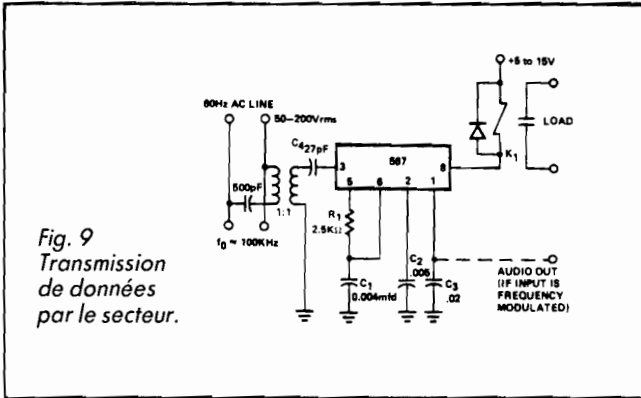 +5 to 15V
60Hz AC LINE
50–200Vrms
C4 27pF
LOAD
3
567
8
K1
500pF
5
6
2
1
1:1
R1
2.5KΩ
f0 ≈ 100KHz
C1
0.004mfd
C2
.005
C3
.02
AUDIO OUT
(IF INPUT IS
FREQUENCY
MODULATED)
Fig. 9
Transmission
de données
par le secteur.